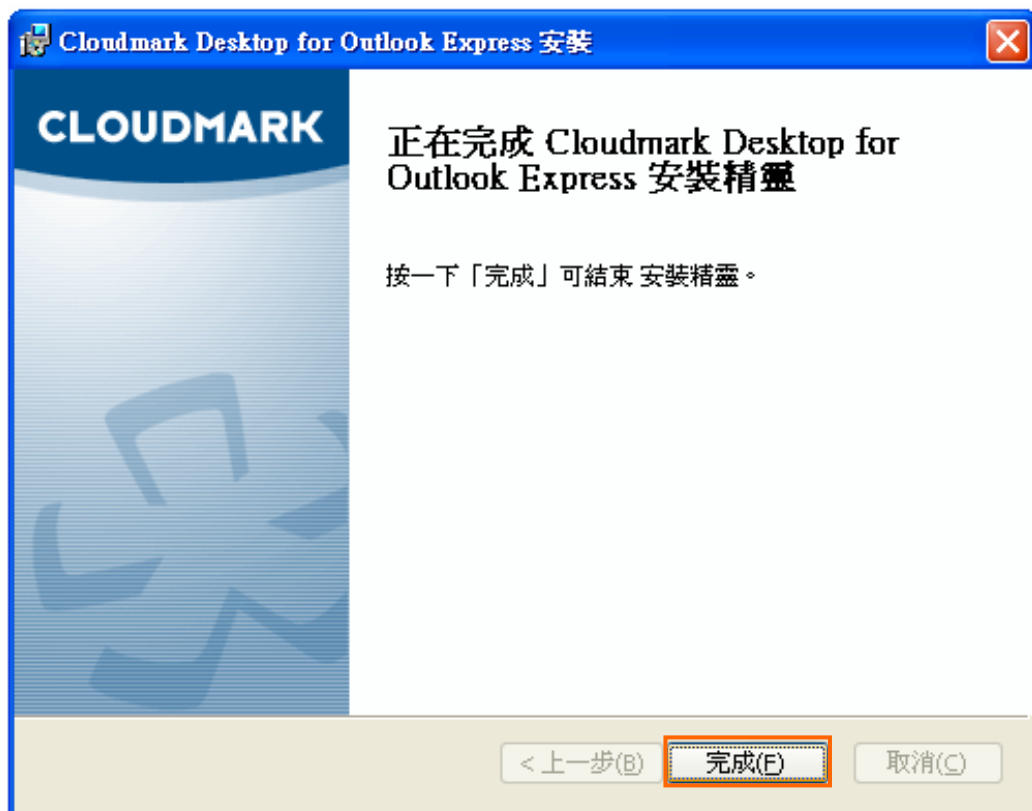 Cloudmark Desktop for Outlook Express 安裝
CLOUDMARK
正在完成 Cloudmark Desktop for
Outlook Express 安裝精靈
按一下「完成」可結束 安裝精靈。
< 上一步(B)
完成(F)
取消(C)